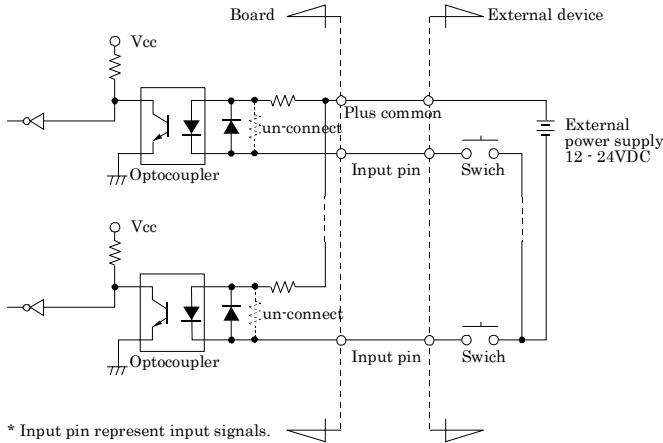 Board
External device
Vcc
Plus common
un-connect
External
power supply
12 - 24VDC
Optocoupler
Input pin
Swich
Vcc
un-connect
Optocoupler
Input pin
Swich
* Input pin represent input signals.